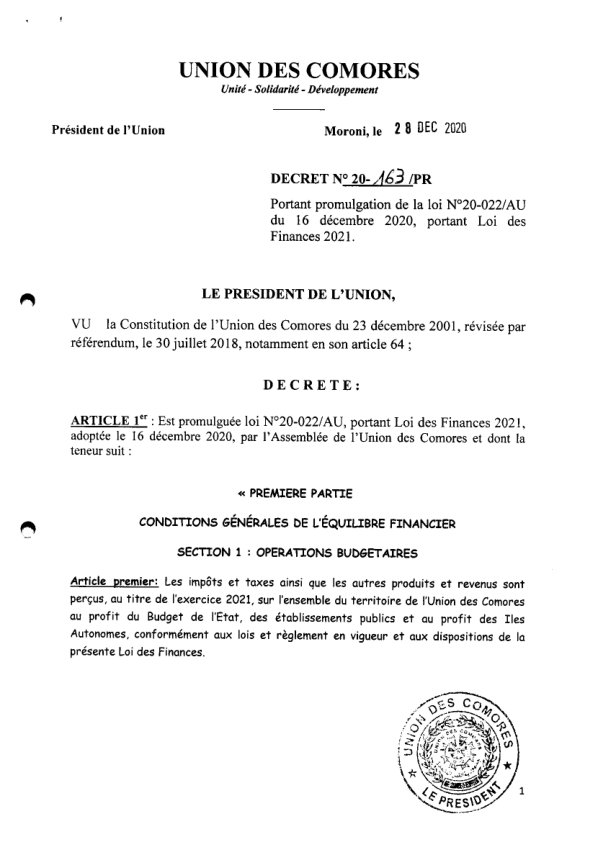 UNION DES COMORES
Unité - Solidarité - Développement
Président de l'Union
Moroni, le 28 DEC 2020
DECRET N° 20-163/PR
Portant promulgation de la loi N°20-022/AU
du 16 décembre 2020, portant Loi des
Finances 2021.
LE PRESIDENT DE L'UNION,
VU la Constitution de l'Union des Comores du 23 décembre 2001, révisée par
référendum, le 30 juillet 2018, notamment en son article 64 ;
D E C R E T E :
ARTICLE 1er : Est promulguée loi N°20-022/AU, portant Loi des Finances 2021,
adoptée le 16 décembre 2020, par l'Assemblée de l'Union des Comores et dont la
teneur suit :
« PREMIERE PARTIE
CONDITIONS GÉNÉRALES DE L'ÉQUILIBRE FINANCIER
SECTION 1 : OPERATIONS BUDGETAIRES
Article premier: Les impôts et taxes ainsi que les autres produits et revenus sont
perçus, au titre de l'exercice 2021, sur l'ensemble du territoire de l'Union des Comores
au profit du Budget de l'Etat, des établissements publics et au profit des Iles
Autonomes, conformément aux lois et règlement en vigueur et aux dispositions de la
présente Loi des Finances.
UNION DES COMORES
LE PRESIDENT
1